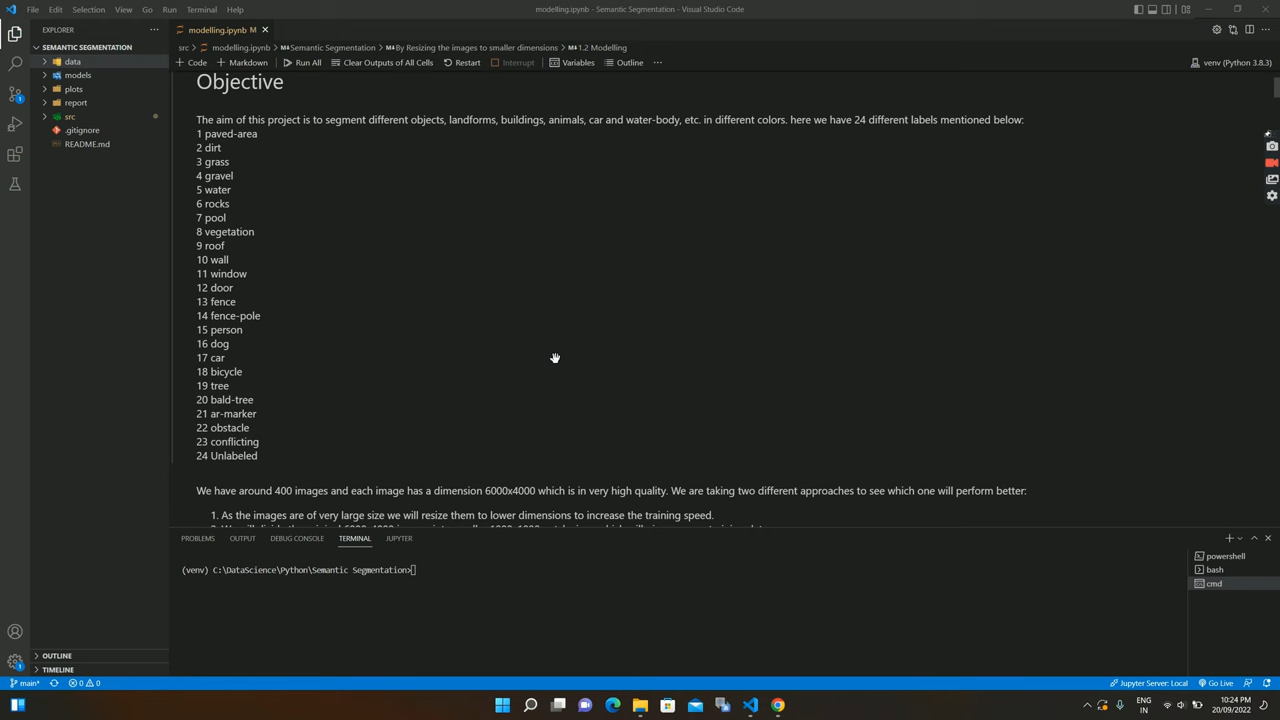 File Edit Selection View Go Run Terminal Help
modelling.ipynb - Semantic Segmentation - Visual Studio Code
EXPLORER
modelling.ipynb M
SEMANTIC SEGMENTATION
src > modelling.ipynb > Semantic Segmentation > By Resizing the images to smaller dimensions > 1.2 Modelling
data
+ Code + Markdown Run All Clear Outputs of All Cells Restart Interrupt Variables Outline ... venv (Python 3.8.3)
models
plots
report
src
.gitignore
README.md
Objective
The aim of this project is to segment different objects, landforms, buildings, animals, car and water-body, etc. in different colors. here we have 24 different labels mentioned below:
1 paved-area
2 dirt
3 grass
4 gravel
5 water
6 rocks
7 pool
8 vegetation
9 roof
10 wall
11 window
12 door
13 fence
14 fence-pole
15 person
16 dog
17 car
18 bicycle
19 tree
20 bald-tree
21 ar-marker
22 obstacle
23 conflicting
24 Unlabeled
We have around 400 images and each image has a dimension 6000x4000 which is in very high quality. We are taking two different approaches to see which one will perform better:
1. As the images are of very large size we will resize them to lower dimensions to increase the training speed.
PROBLEMS OUTPUT DEBUG CONSOLE TERMINAL JUPYTER
(venv) C:\DataScience\Python\Semantic Segmentation>
powershell
bash
cmd
OUTLINE
TIMELINE
main* 0 0 Jupyter Server: Local Go Live
ENG
IN
10:24 PM
20/09/2022